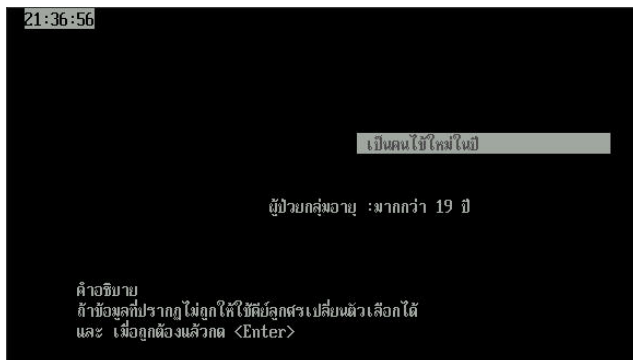 21:36:56
เป็นคนไข้ใหม่ในปี
ผู้ป่วยกลุ่มอายุ :มากกว่า 19 ปี
คำอธิบาย
ถ้าข้อมูลที่ปรากฏไม่ถูกให้ใช้คีย์ลูกศรเปลี่ยนตัวเลือกได้
และ เมื่อถูกต้องแล้วกด <Enter>